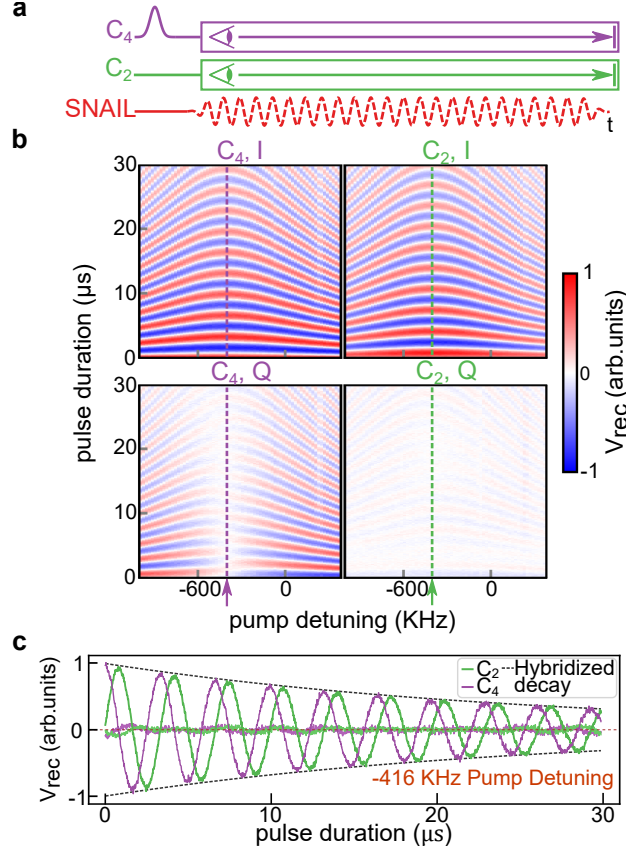 a
C4
C2
SNAIL
t
b
C4, I
C2, I
30
20
10
0
C4, Q
C2, Q
30
20
10
0
pulse duration (μs)
-600
0
-600
0
pump detuning (KHz)
1
0
-1
Vrec (arb.units)
c
1
0
-1
Vrec (arb.units)
C2
Hybridized
C4
decay
-416 KHz Pump Detuning
0
10
20
30
pulse duration (μs)